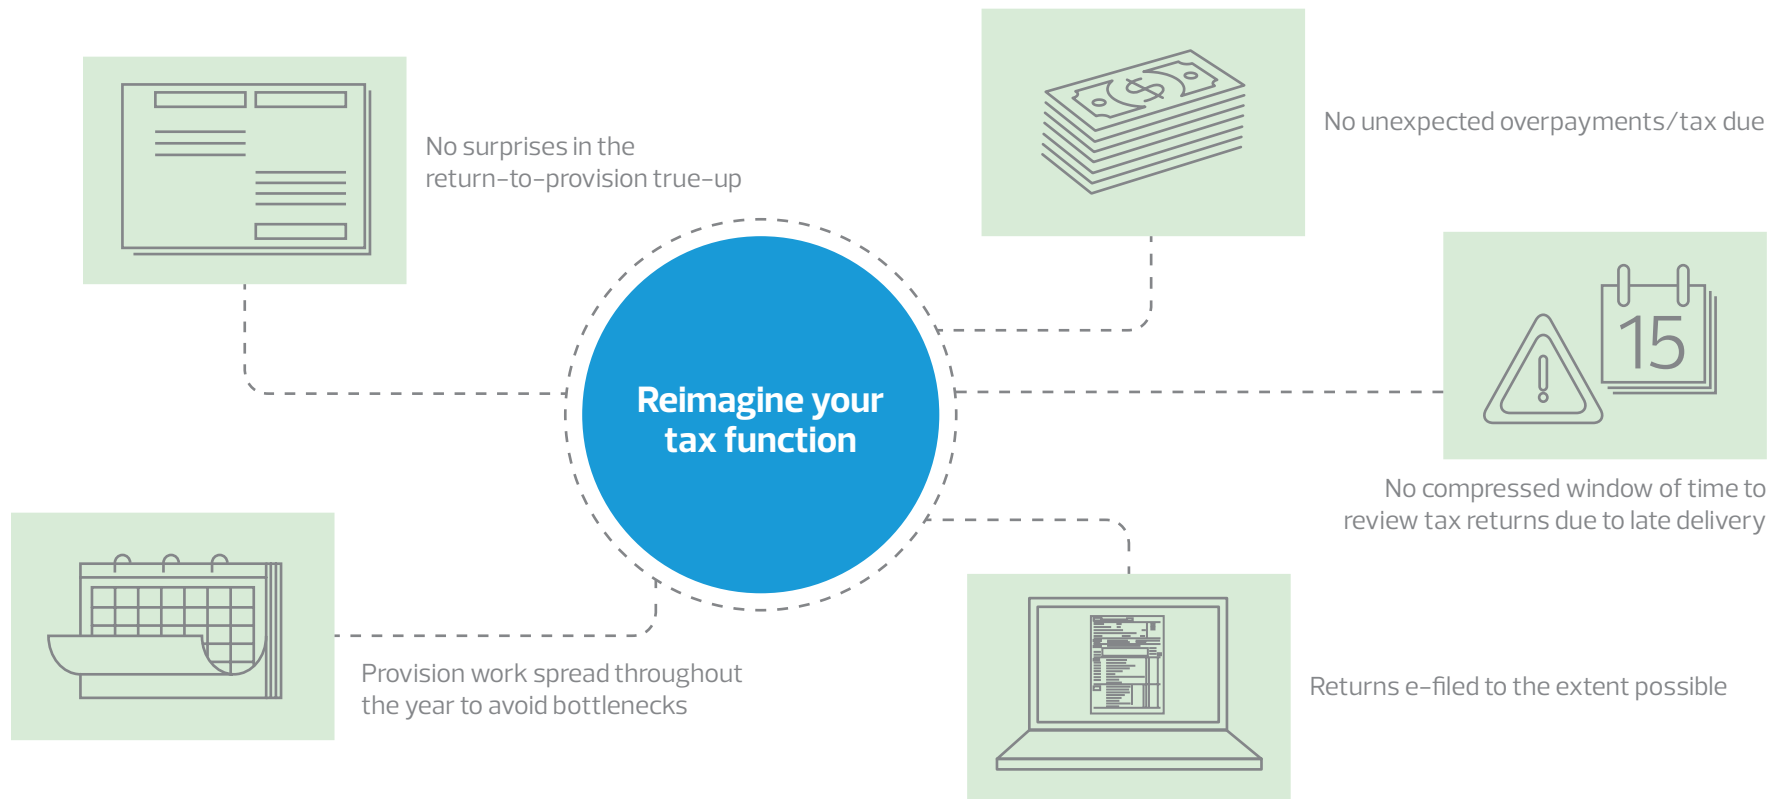 No surprises in the
return-to-provision true-up
No unexpected overpayments/tax due
15
Reimagine your
tax function
No compressed window of time to
review tax returns due to late delivery
Provision work spread throughout
the year to avoid bottlenecks
Returns e-filed to the extent possible